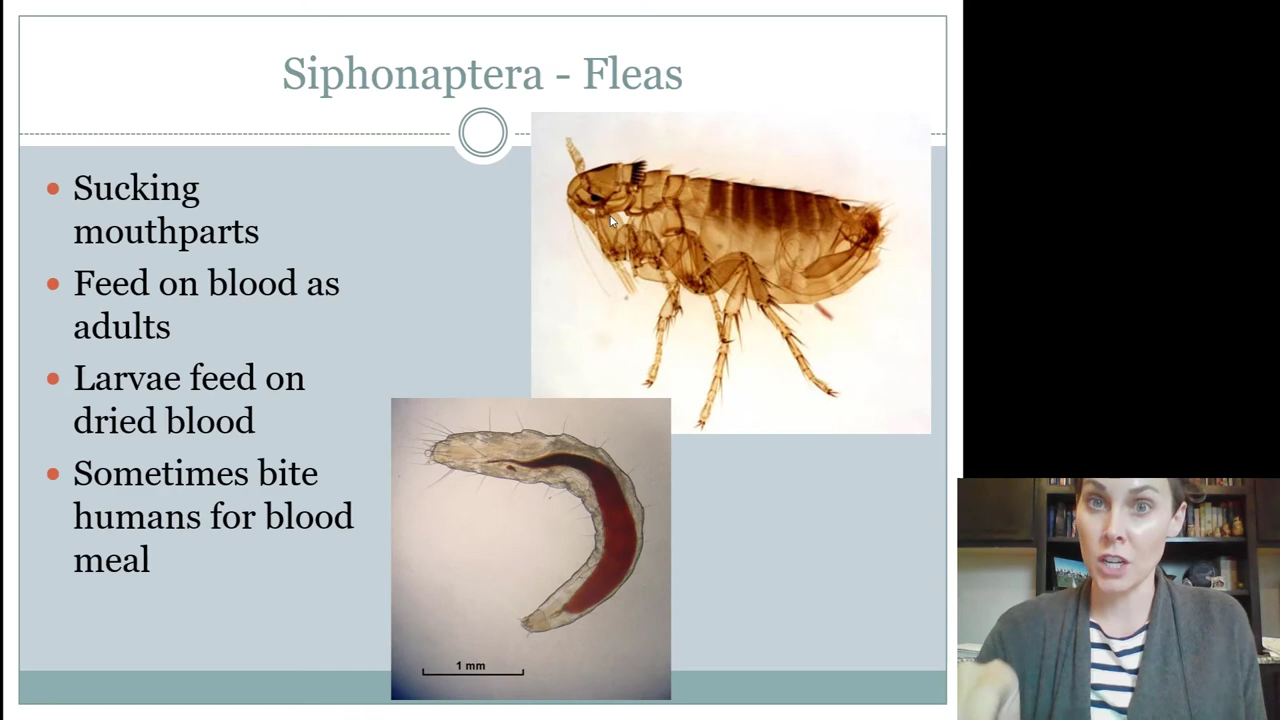 Siphonaptera - Fleas
Sucking
mouthparts
Feed on blood as
adults
Larvae feed on
dried blood
Sometimes bite
humans for blood
meal
1 mm